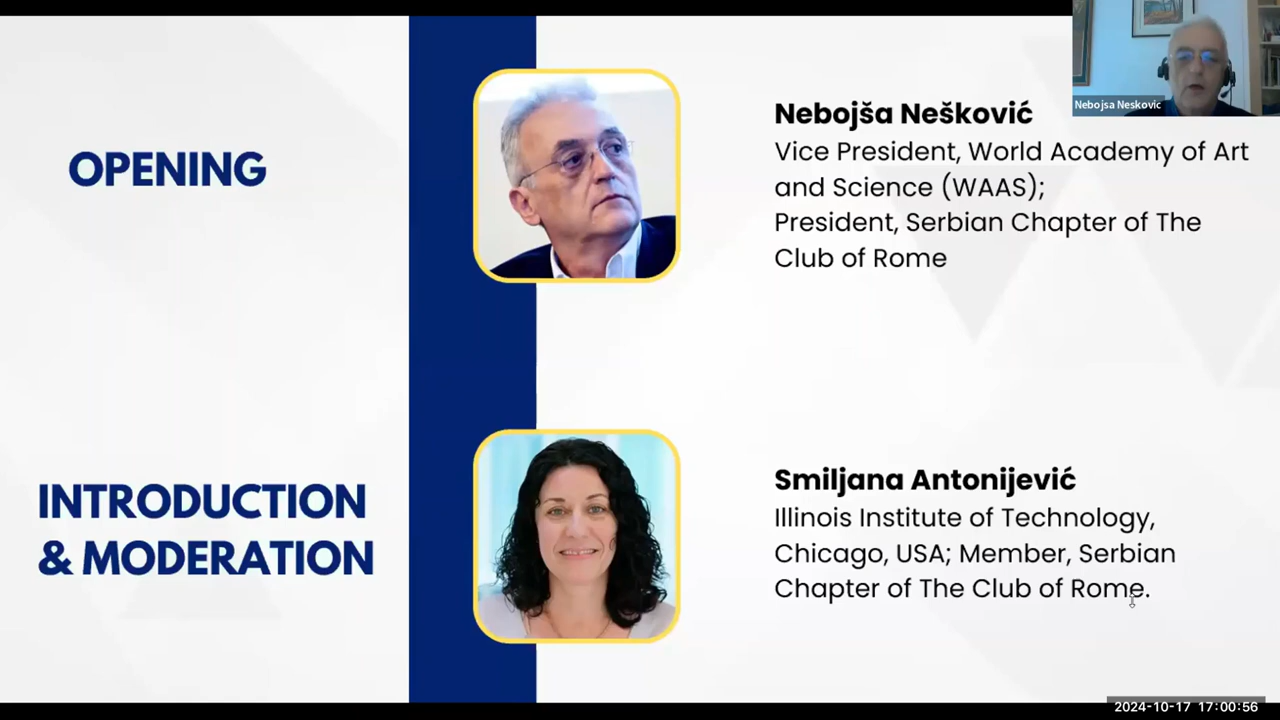 Nebojsa Neskovic
OPENING
Nebojša Nešković
Vice President, World Academy of Art
and Science (WAAS);
President, Serbian Chapter of The
Club of Rome
INTRODUCTION
& MODERATION
Smiljana Antonijević
Illinois Institute of Technology,
Chicago, USA; Member, Serbian
Chapter of The Club of Rome.
2024-10-17 17:00:56